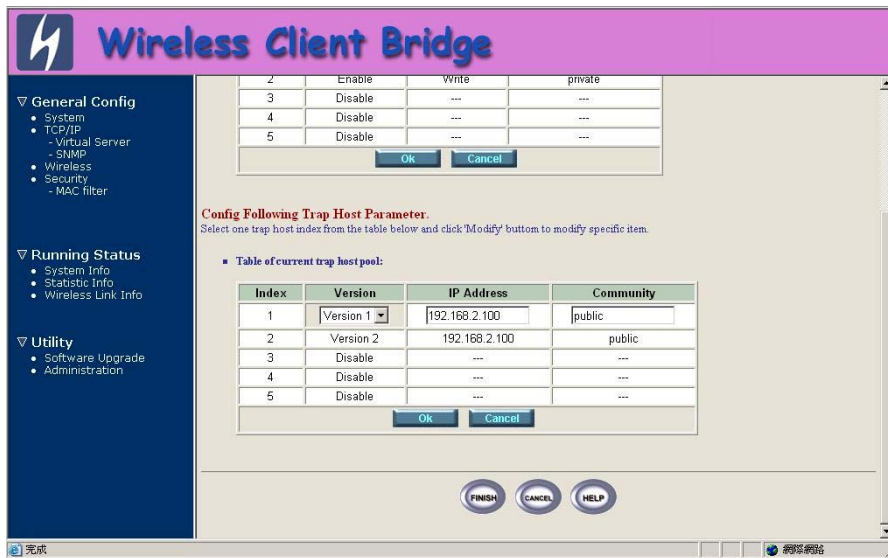 Wireless Client Bridge
General Config
System
TCP/IP
- Virtual Server
- SNMP
Wireless
Security
- MAC filter
Running Status
System Info
Statistic Info
Wireless Link Info
Utility
Software Upgrade
Administration
2 Enable Write private
3 Disable --- ---
4 Disable --- ---
5 Disable --- ---
Ok Cancel
Config Following Trap Host Parameter.
Select one trap host index from the table below and click 'Modify' buttom to modify specific item.
Table of current trap host pool:
Index Version IP Address Community
1 Version 1 192.168.2.100 public
2 Version 2 192.168.2.100 public
3 Disable --- ---
4 Disable --- ---
5 Disable --- ---
Ok Cancel
FINISH CANCEL HELP
完成 網際網路